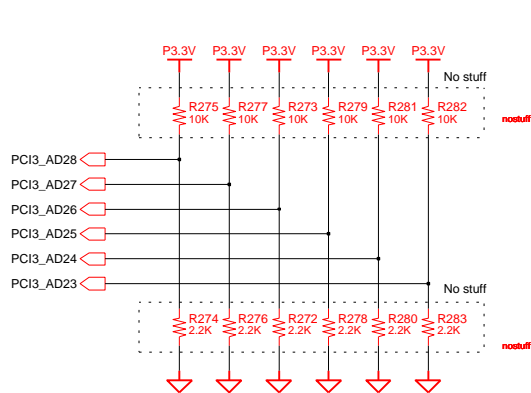 P3.3V P3.3V P3.3V P3.3V P3.3V P3.3V
No stuff
R275 R277 R273 R279 R281 R282
10K 10K 10K 10K 10K 10K
nostuff
PCI3_AD28
PCI3_AD27
PCI3_AD26
PCI3_AD25
PCI3_AD24
PCI3_AD23
No stuff
R274 R276 R272 R278 R280 R283
2.2K 2.2K 2.2K 2.2K 2.2K 2.2K
nostuff